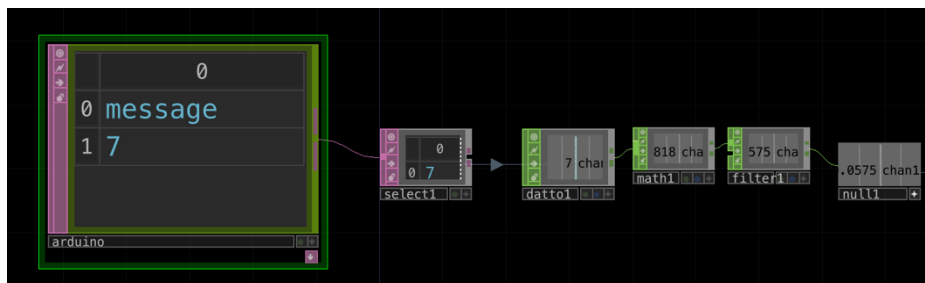 0
0 message
1 7
arduino
0
0 7
select1
7 chan
datto1
818 cha
math1
575 cha
filter1
.0575 chan1
null1